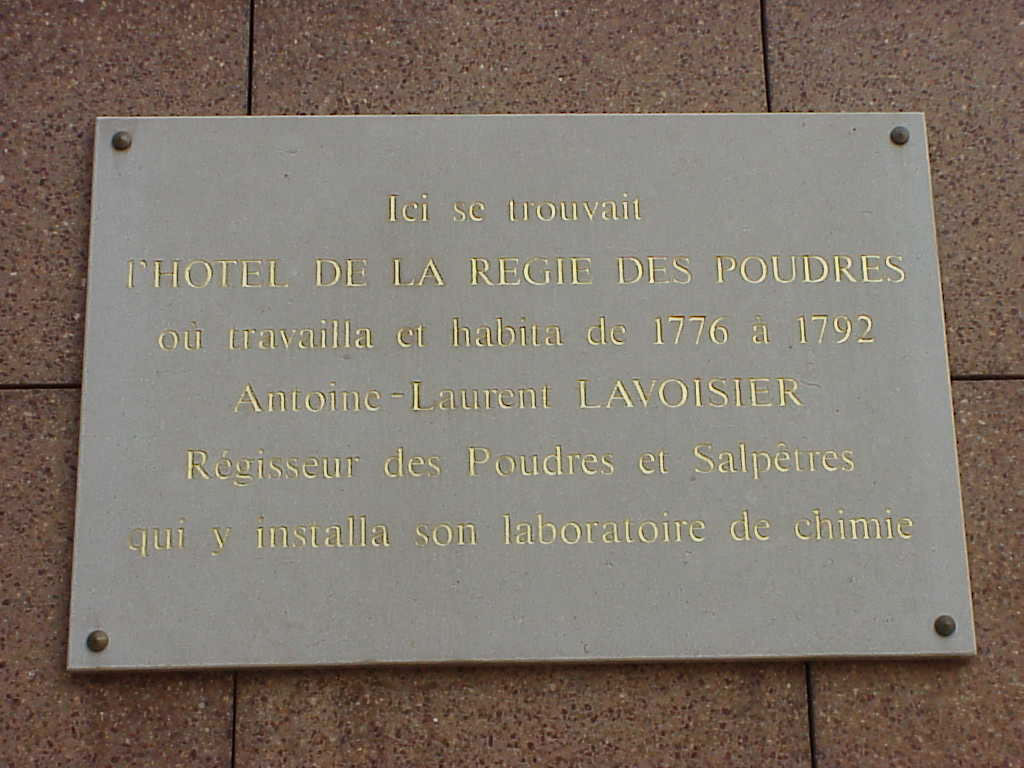 Ici se trouvait
l'HOTEL DE LA REGIE DES POUDRES
où travailla et habita de 1776 à 1792
Antoine-Laurent LAVOISIER
Régisseur des Poudres et Salpêtres
qui y installa son laboratoire de chimie